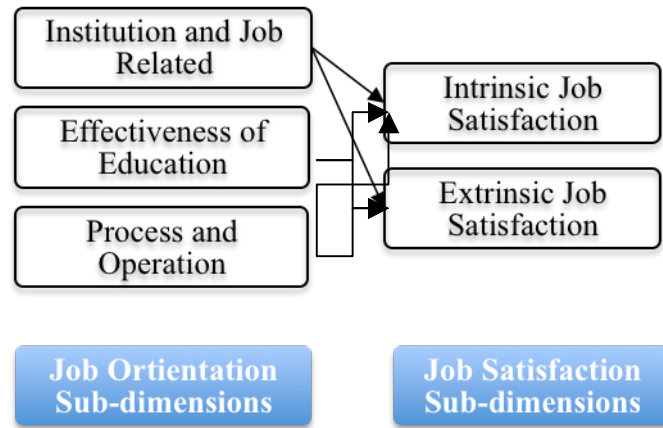 Institution and Job
Related
Effectiveness of
Education
Process and
Operation
Intrinsic Job
Satisfaction
Extrinsic Job
Satisfaction
Job Ortientation
Sub-dimensions
Job Satisfaction
Sub-dimensions